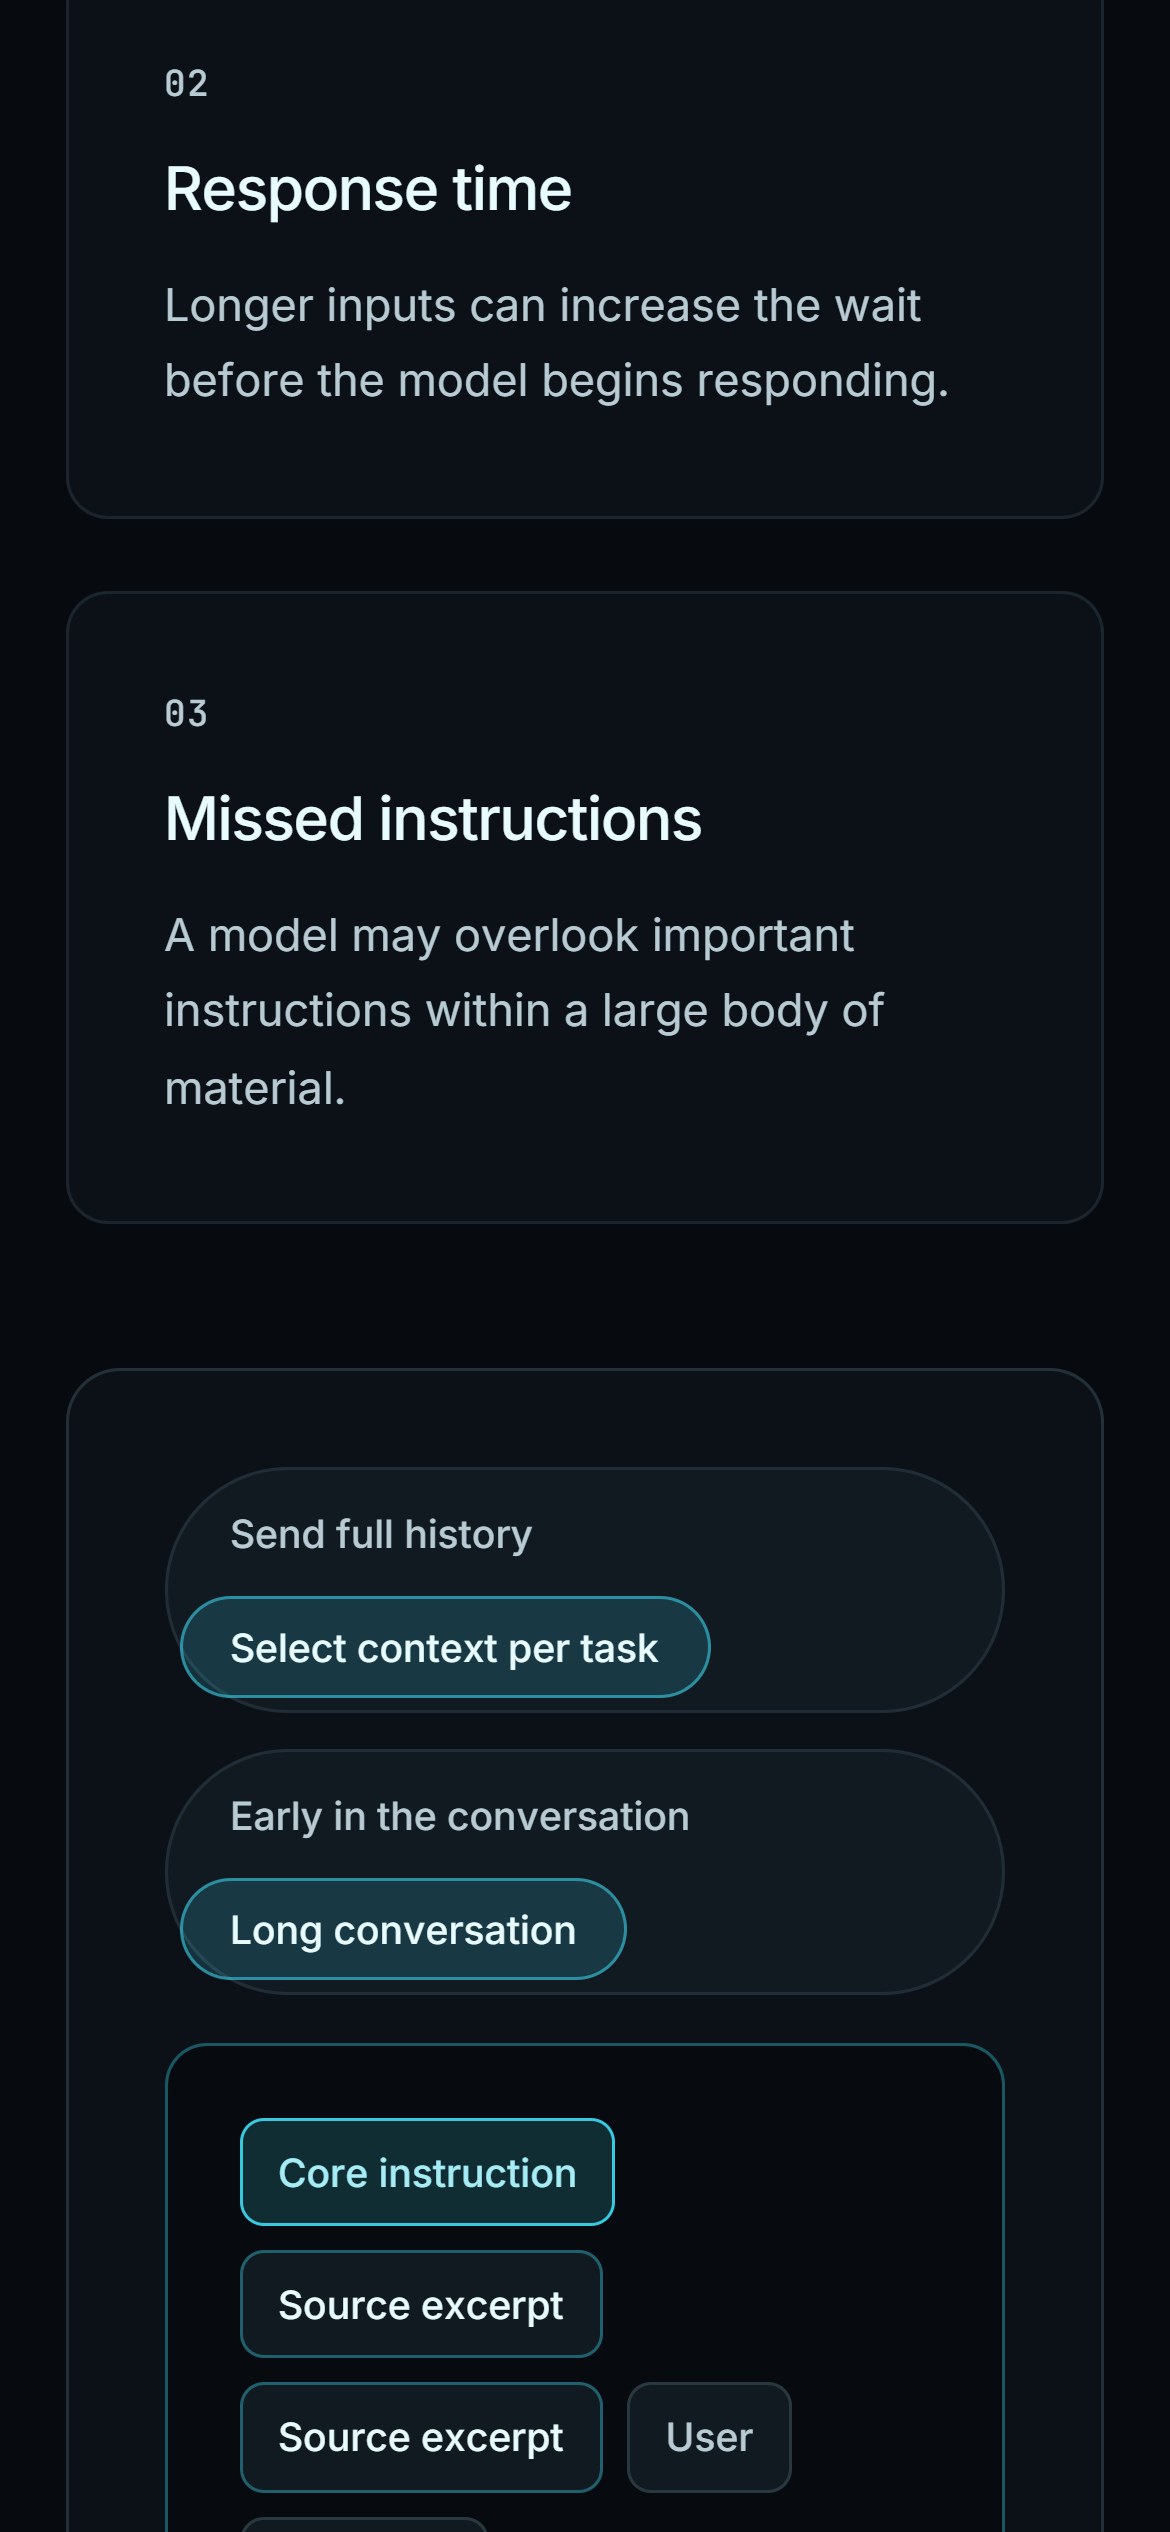 02
Response time
Longer inputs can increase the wait
before the model begins responding.
03
Missed instructions
A model may overlook important
instructions within a large body of
material.
Send full history
Select context per task
Early in the conversation
Long conversation
Core instruction
Source excerpt
Source excerpt
User